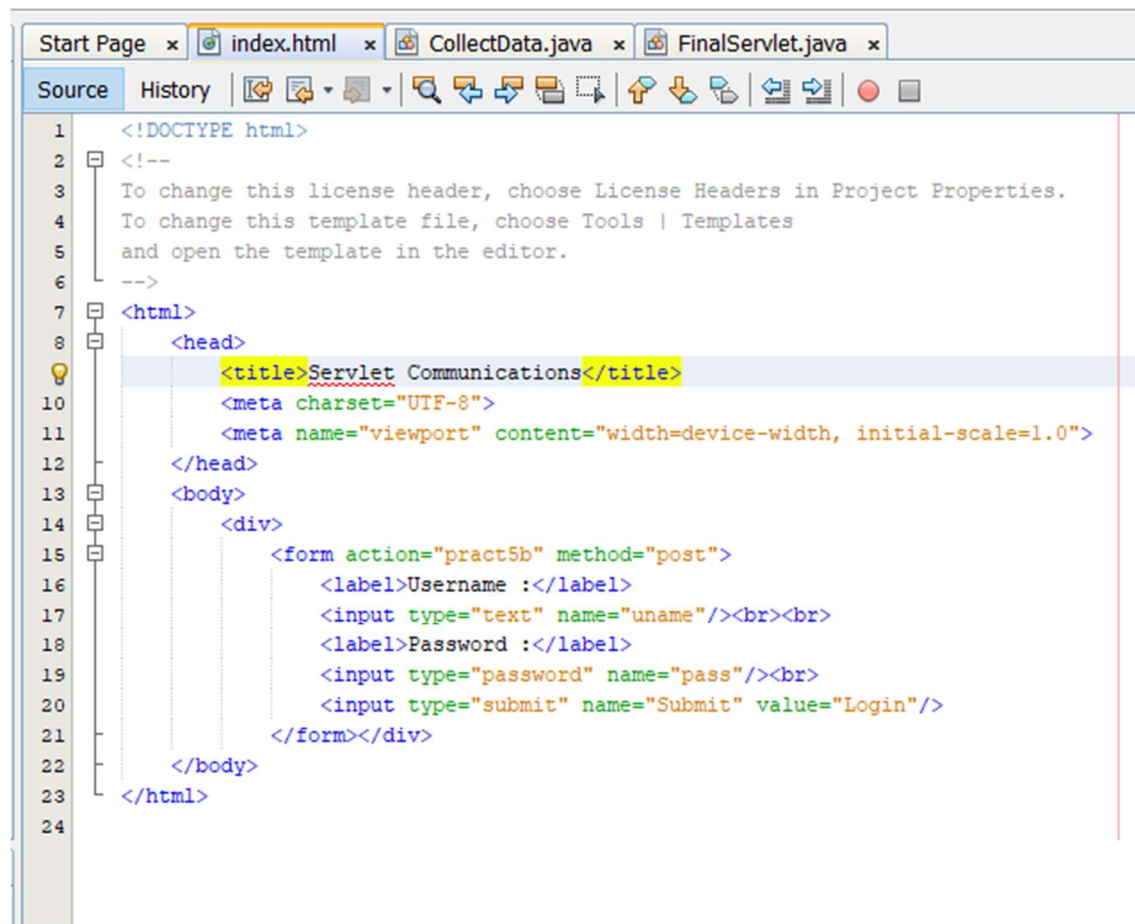 Start Page x index.html x CollectData.java x FinalServlet.java x
Source History
1 <!DOCTYPE html>
2 <!--
3 To change this license header, choose License Headers in Project Properties.
4 To change this template file, choose Tools | Templates
5 and open the template in the editor.
6 -->
7 <html>
8 <head>
<title>Servlet Communications</title>
10 <meta charset="UTF-8">
11 <meta name="viewport" content="width=device-width, initial-scale=1.0">
12 </head>
13 <body>
14 <div>
15 <form action="pract5b" method="post">
16 <label>Username :</label>
17 <input type="text" name="uname"/><br><br>
18 <label>Password :</label>
19 <input type="password" name="pass"/><br>
20 <input type="submit" name="Submit" value="Login"/>
21 </form></div>
22 </body>
23 </html>
24